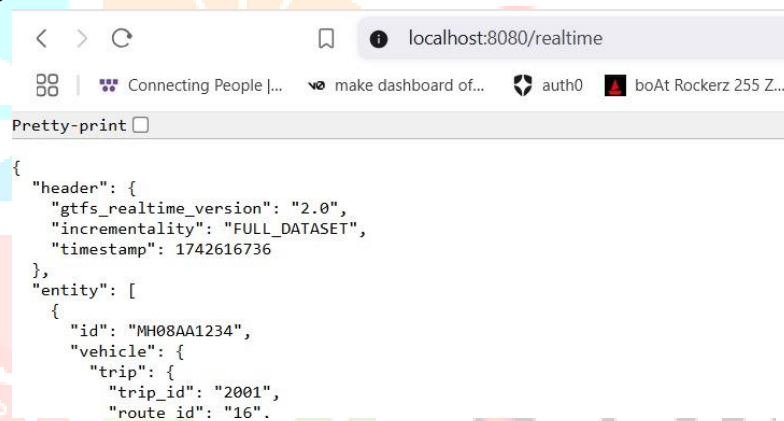 localhost:8080/realtime
Connecting People |... make dashboard of... auth0 boAt Rockerz 255 Z...
Pretty-print
{
"header": {
"gtfs_realtime_version": "2.0",
"incrementality": "FULL_DATASET",
"timestamp": 1742616736
},
"entity": [
{
"id": "MH08AA1234",
"vehicle": {
"trip": {
"trip_id": "2001",
"route_id": "16",